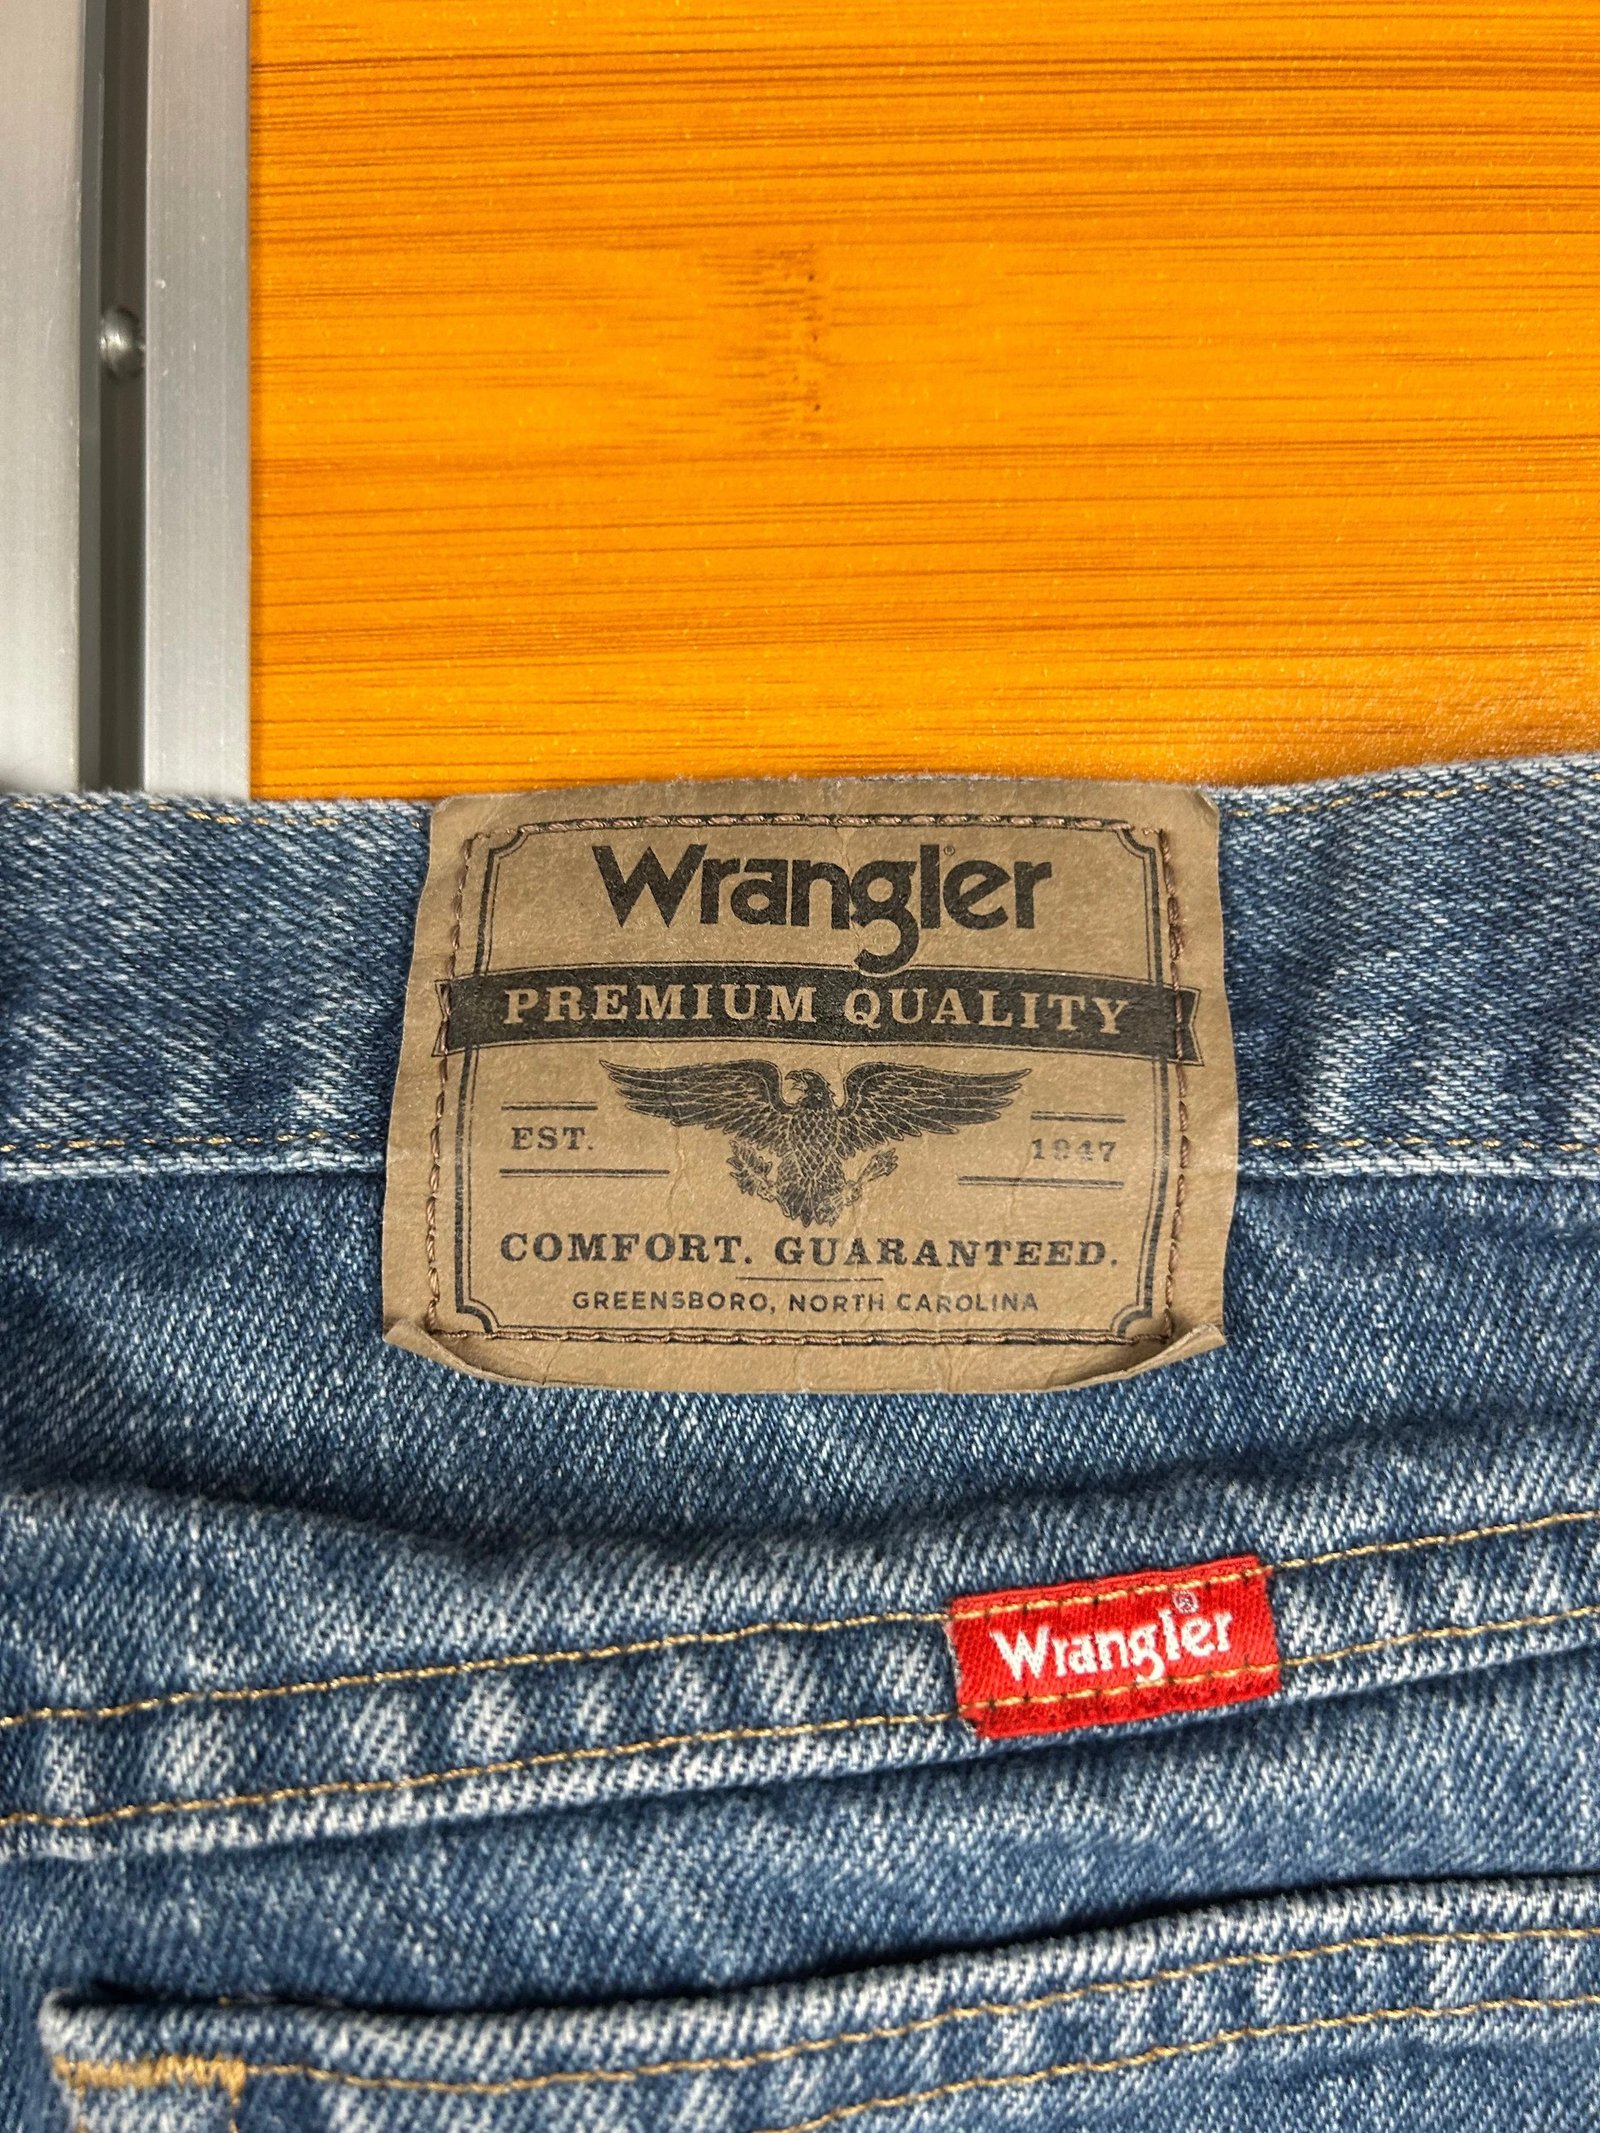 Wrangler®
PREMIUM QUALITY
EST. 1947
COMFORT. GUARANTEED.
GREENSBORO, NORTH CAROLINA
Wrangler®